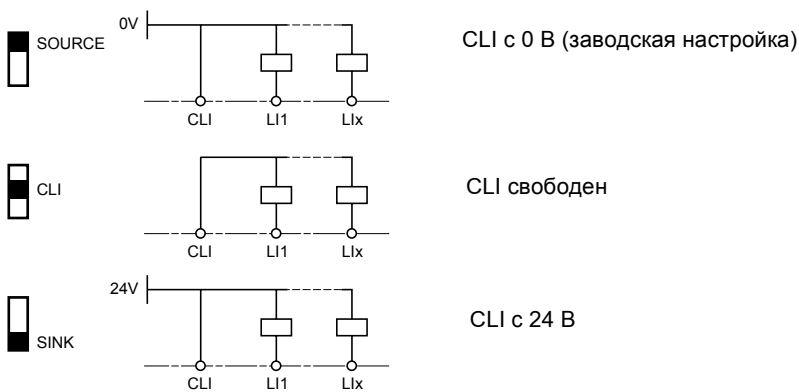 SOURCE
0V
CLI LI1 LIx
CLI с 0 В (заводская настройка)
CLI
CLI LI1 LIx
CLI свободен
24V
SINK
CLI LI1 LIx
CLI с 24 В